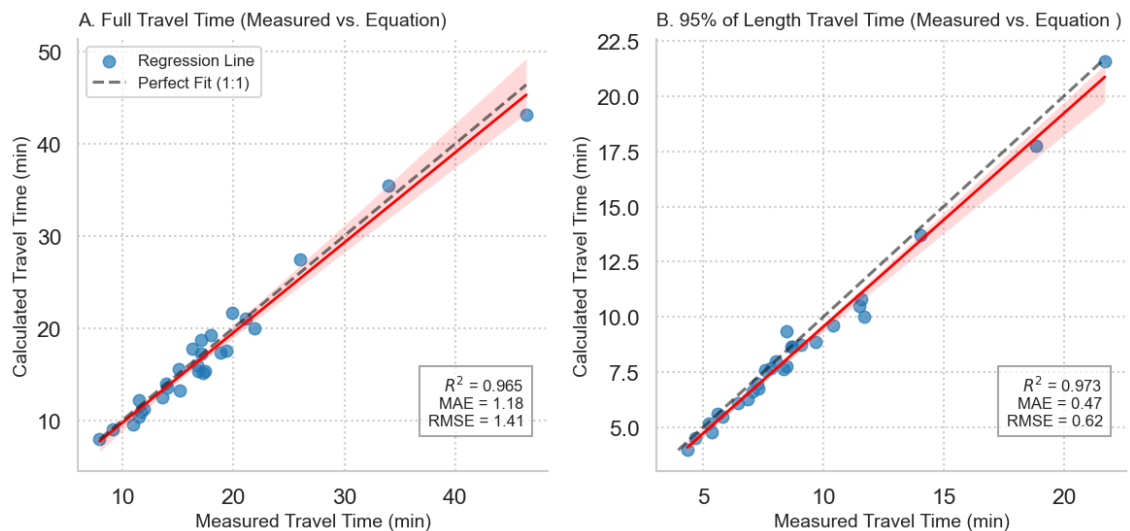 A. Full Travel Time (Measured vs. Equation)
50
40
30
20
10
Calculated Travel Time (min)
Regression Line
Perfect Fit (1:1)
R² = 0.965
MAE = 1.18
RMSE = 1.41
10 20 30 40
Measured Travel Time (min)
B. 95% of Length Travel Time (Measured vs. Equation )
22.5
20.0
17.5
15.0
12.5
10.0
7.5
5.0
Calculated Travel Time (min)
R² = 0.973
MAE = 0.47
RMSE = 0.62
5 10 15 20
Measured Travel Time (min)